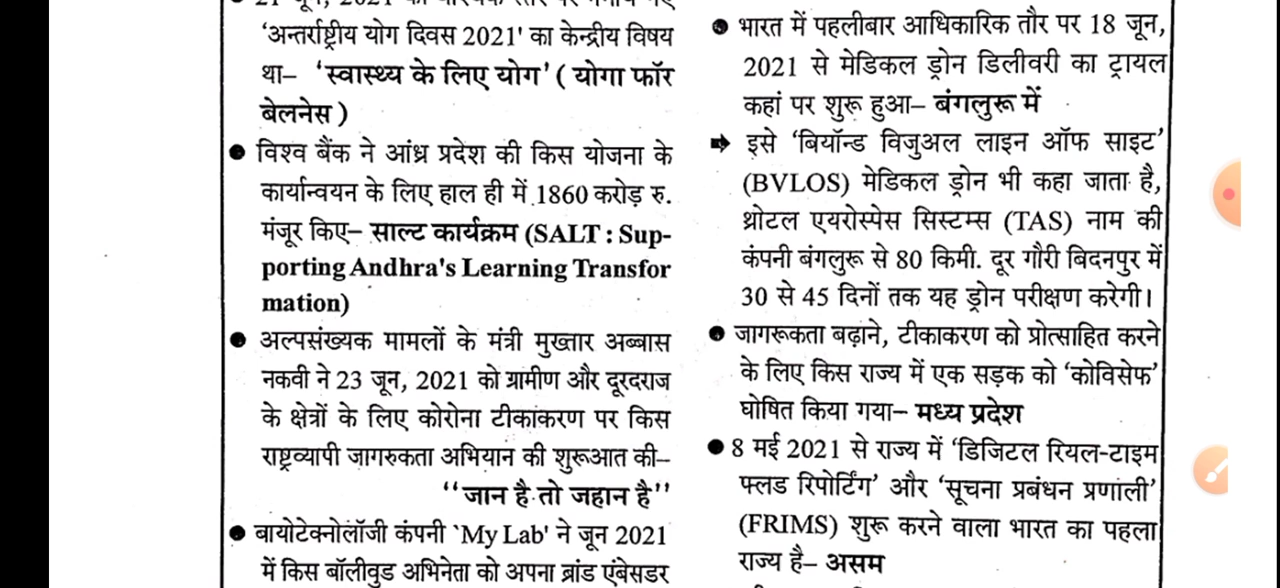 21 जून, 2021 को
'अन्तर्राष्ट्रीय योग दिवस 2021' का केन्द्रीय विषय
था– 'स्वास्थ्य के लिए योग' ( योगा फॉर
बेलनेस )
● विश्व बैंक ने आंध्र प्रदेश की किस योजना के
कार्यान्वयन के लिए हाल ही में 1860 करोड़ रु.
मंजूर किए– साल्ट कार्यक्रम (SALT : Sup-
porting Andhra's Learning Transfor
mation)
● अल्पसंख्यक मामलों के मंत्री मुख्तार अब्बास
नकवी ने 23 जून, 2021 को ग्रामीण और दूरदराज
के क्षेत्रों के लिए कोरोना टीकाकरण पर किस
राष्ट्रव्यापी जागरुकता अभियान की शुरूआत की–
''जान है तो जहान है''
● बायोटेक्नोलॉजी कंपनी `My Lab' ने जून 2021
में किस बॉलीवुड अभिनेता को अपना ब्रांड एंबेसडर
● भारत में पहलीबार आधिकारिक तौर पर 18 जून,
2021 से मेडिकल ड्रोन डिलीवरी का ट्रायल
कहां पर शुरू हुआ– बंगलुरू में
➡ इसे 'बियॉन्ड विजुअल लाइन ऑफ साइट'
(BVLOS) मेडिकल ड्रोन भी कहा जाता है,
थ्रोटल एयरोस्पेस सिस्टम्स (TAS) नाम की
कंपनी बंगलुरू से 80 किमी. दूर गौरी बिदनपुर में
30 से 45 दिनों तक यह ड्रोन परीक्षण करेगी।
● जागरूकता बढ़ाने, टीकाकरण को प्रोत्साहित करने
के लिए किस राज्य में एक सड़क को 'कोविसेफ'
घोषित किया गया– मध्य प्रदेश
● 8 मई 2021 से राज्य में 'डिजिटल रियल-टाइम
फ्लड रिपोर्टिंग' और 'सूचना प्रबंधन प्रणाली'
(FRIMS) शुरू करने वाला भारत का पहला
राज्य है– असम